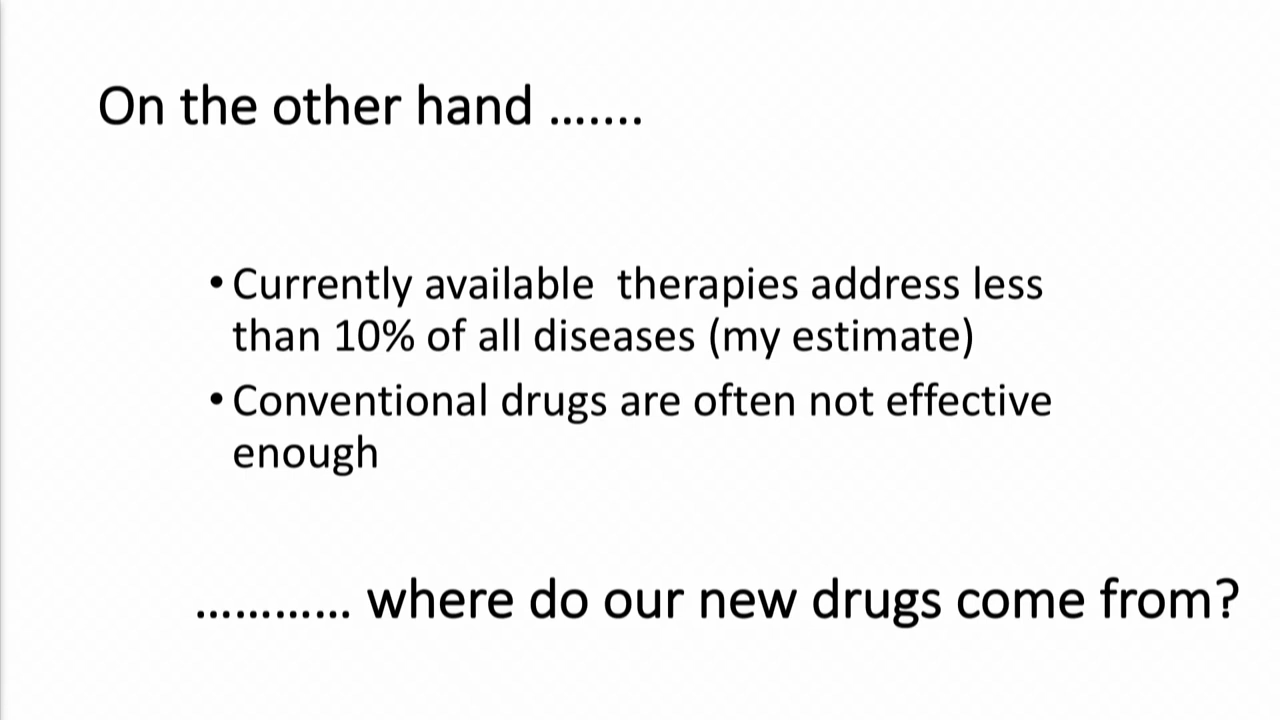 On the other hand .......
• Currently available  therapies address less
than 10% of all diseases (my estimate)
• Conventional drugs are often not effective
enough
............ where do our new drugs come from?